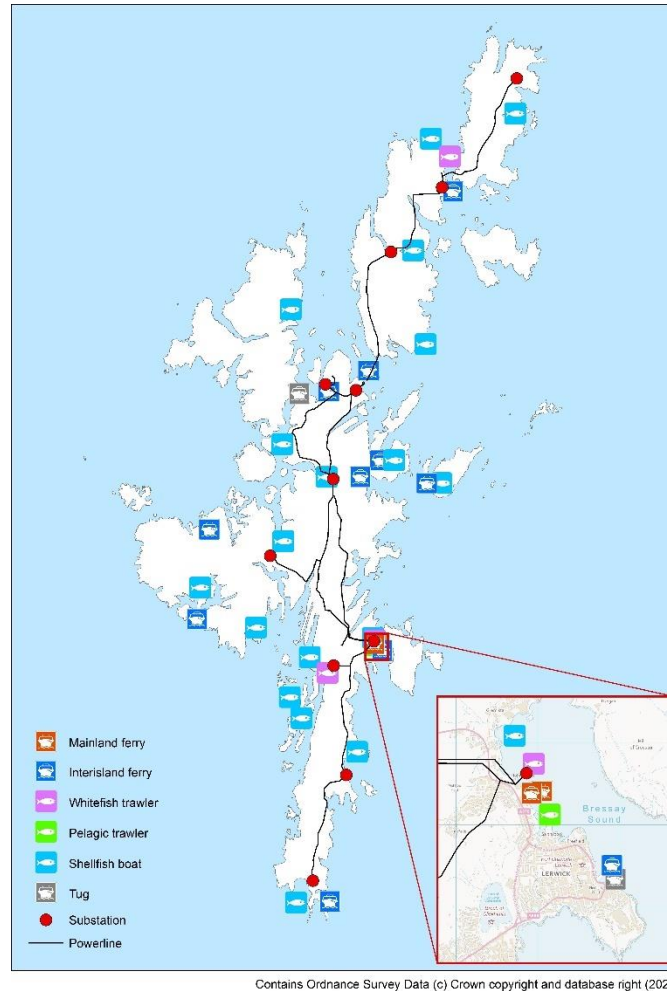 Mainland ferry
Interisland ferry
Whitefish trawler
Pelagic trawler
Shellfish boat
Tug
Substation
Powerline
Bressay
Sound
LERWICK
Contains Ordnance Survey Data (c) Crown copyright and database right (202